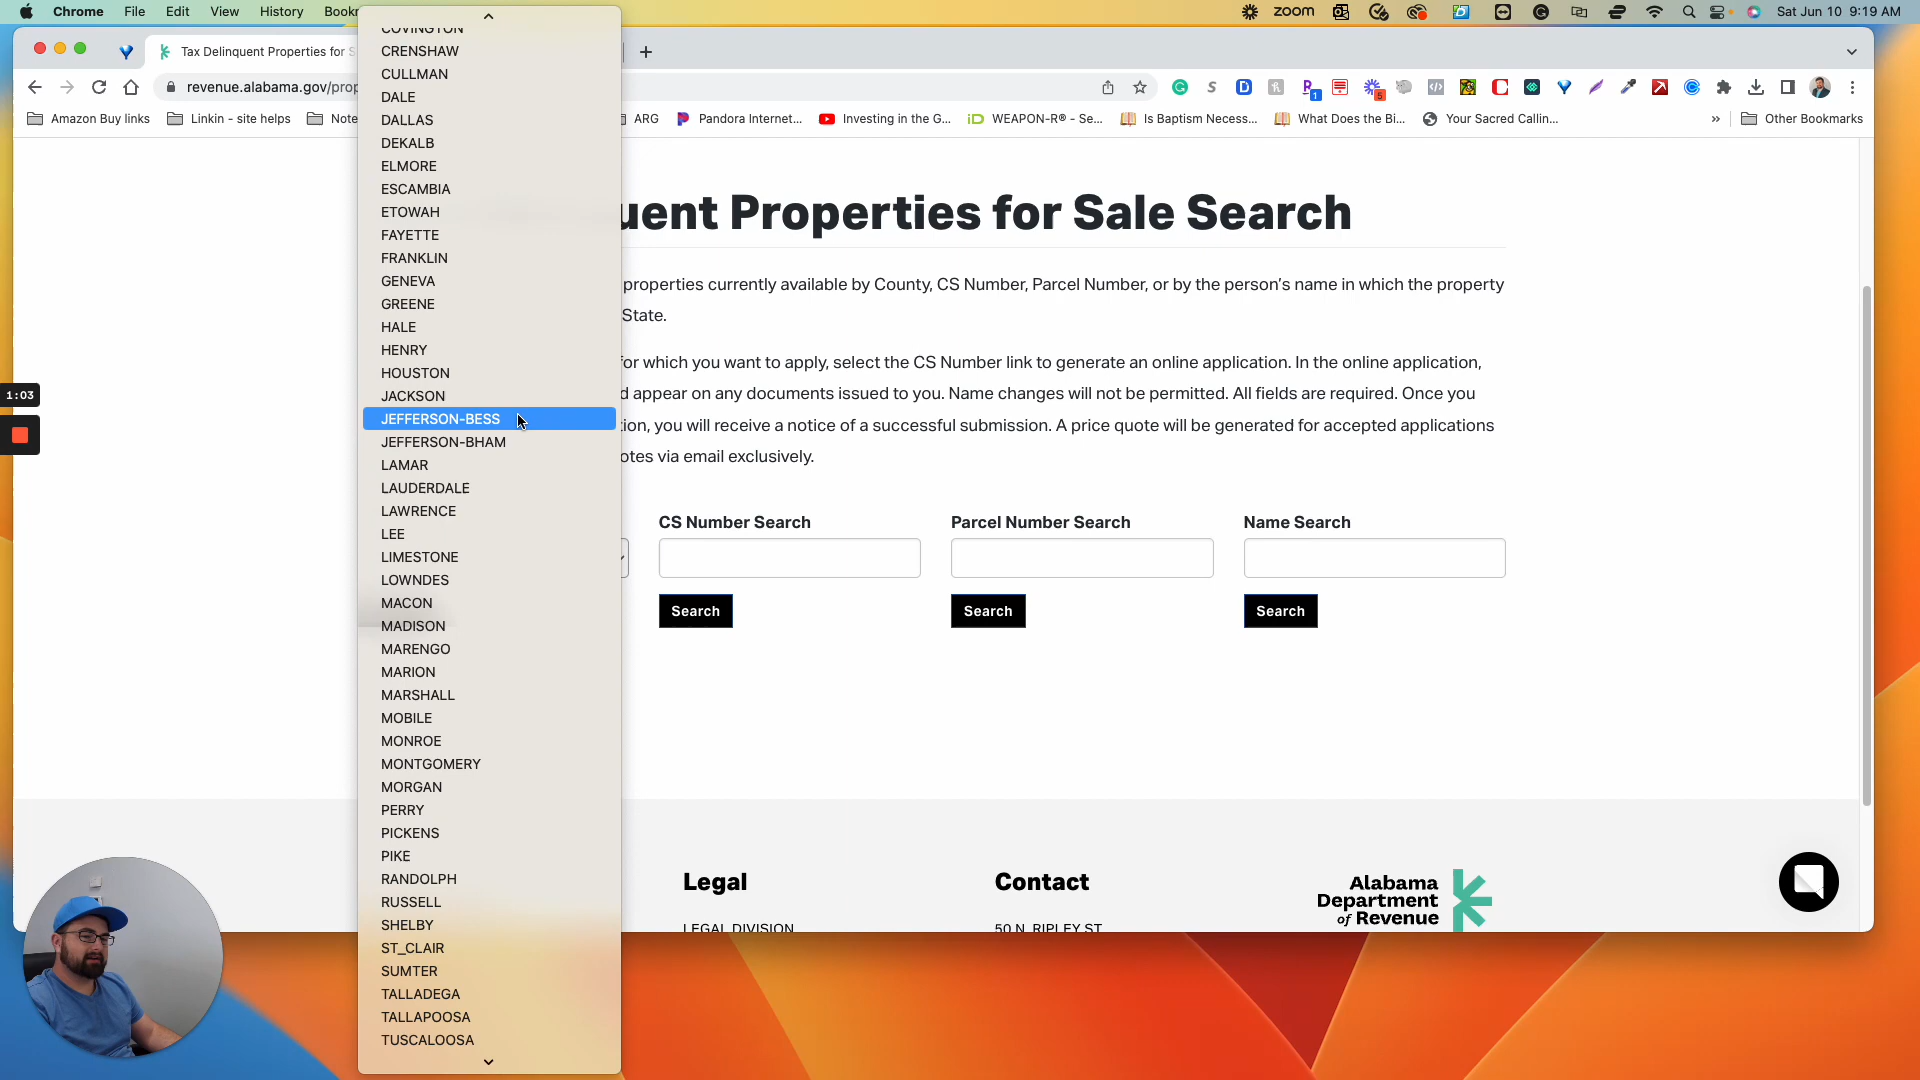 Chrome File Edit View History Bookr
zoom Sat Jun 10 9:19 AM
Tax Delinquent Properties for S
revenue.alabama.gov/prop
Amazon Buy links Linkin - site helps Note ARG Pandora Internet... Investing in the G... WEAPON-R® - Se... Is Baptism Necess... What Does the Bi... Your Sacred Callin... » Other Bookmarks
COVINGTON
CRENSHAW
CULLMAN
DALE
DALLAS
DEKALB
ELMORE
ESCAMBIA
ETOWAH
FAYETTE
FRANKLIN
GENEVA
GREENE
HALE
HENRY
HOUSTON
JACKSON
JEFFERSON-BESS
JEFFERSON-BHAM
LAMAR
LAUDERDALE
LAWRENCE
LEE
LIMESTONE
LOWNDES
MACON
MADISON
MARENGO
MARION
MARSHALL
MOBILE
MONROE
MONTGOMERY
MORGAN
PERRY
PICKENS
PIKE
RANDOLPH
RUSSELL
SHELBY
ST_CLAIR
SUMTER
TALLADEGA
TALLAPOOSA
TUSCALOOSA
1:03
uent Properties for Sale Search
properties currently available by County, CS Number, Parcel Number, or by the person's name in which the property
State.
for which you want to apply, select the CS Number link to generate an online application. In the online application,
d appear on any documents issued to you. Name changes will not be permitted. All fields are required. Once you
tion, you will receive a notice of a successful submission. A price quote will be generated for accepted applications
otes via email exclusively.
CS Number Search Parcel Number Search Name Search
Search Search Search
Legal
LEGAL DIVISION
Contact
50 N. RIPLEY ST.
Alabama
Department
of Revenue